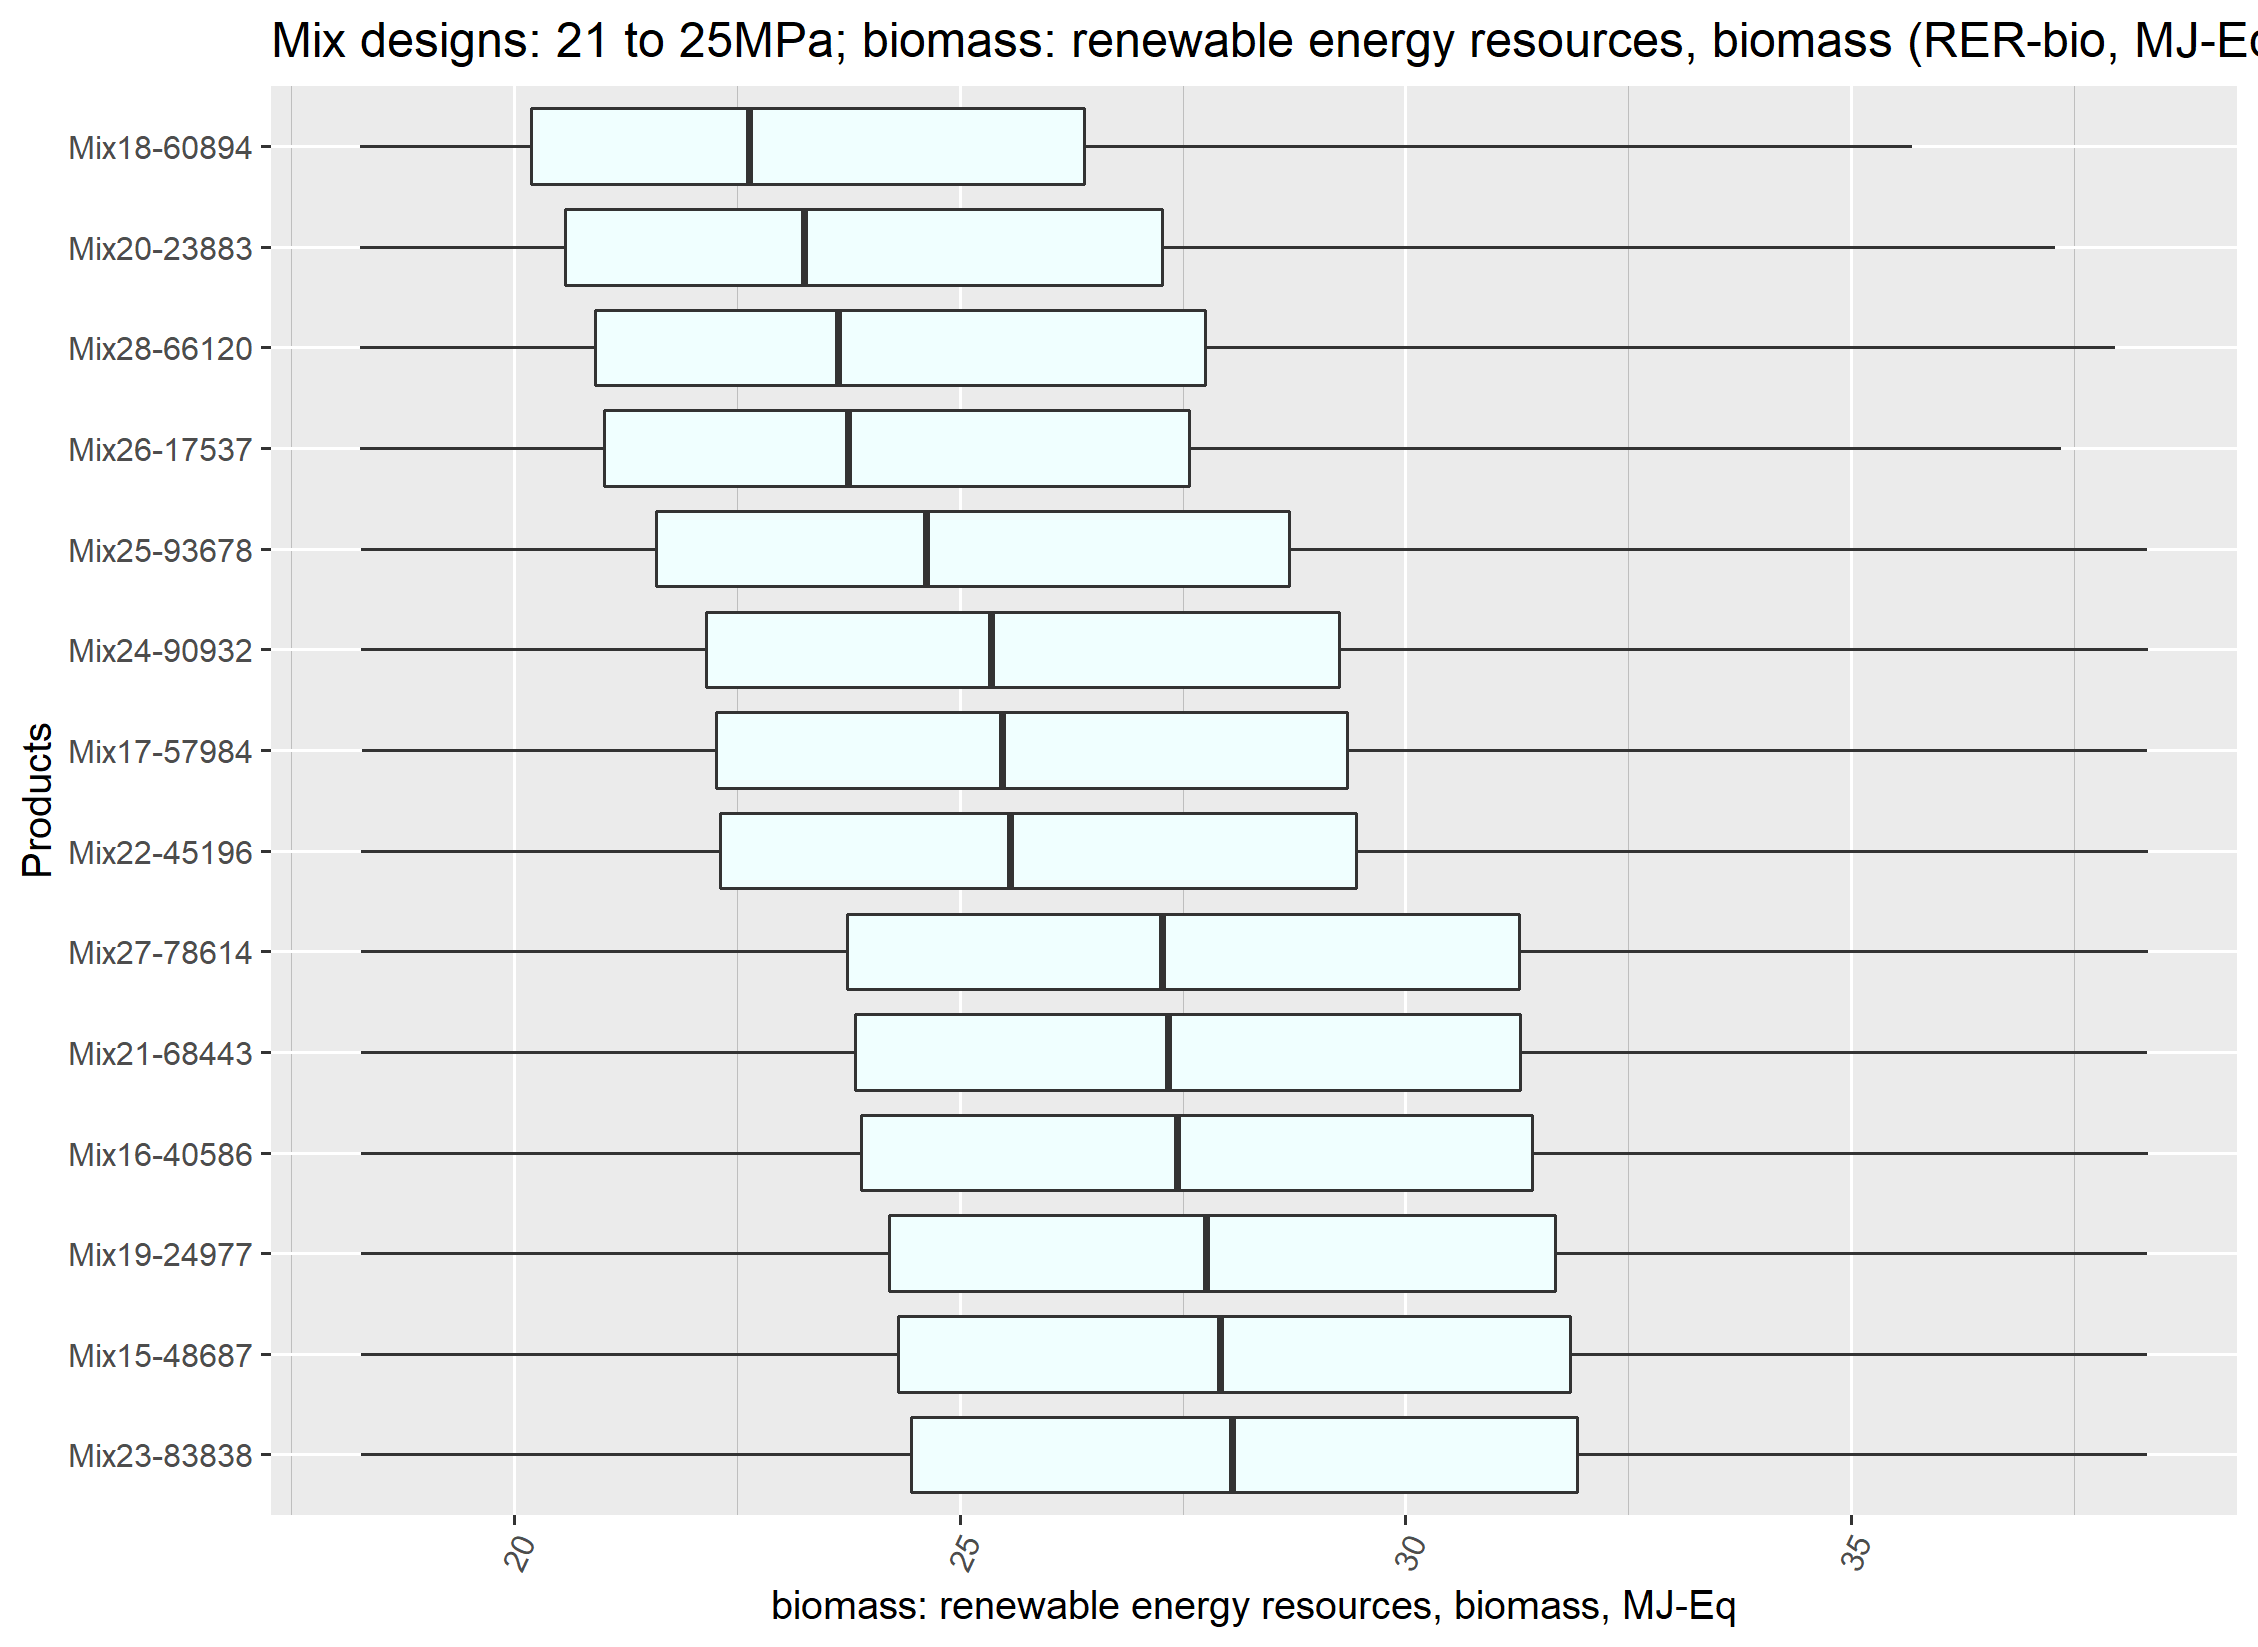 Mix designs: 21 to 25MPa; biomass: renewable energy resources, biomass (RER-bio, MJ-Eq
Mix18-60894
Mix20-23883
Mix28-66120
Mix26-17537
Mix25-93678
Mix24-90932
Mix17-57984
Mix22-45196
Mix27-78614
Mix21-68443
Mix16-40586
Mix19-24977
Mix15-48687
Mix23-83838
Products
20
25
30
35
biomass: renewable energy resources, biomass, MJ-Eq